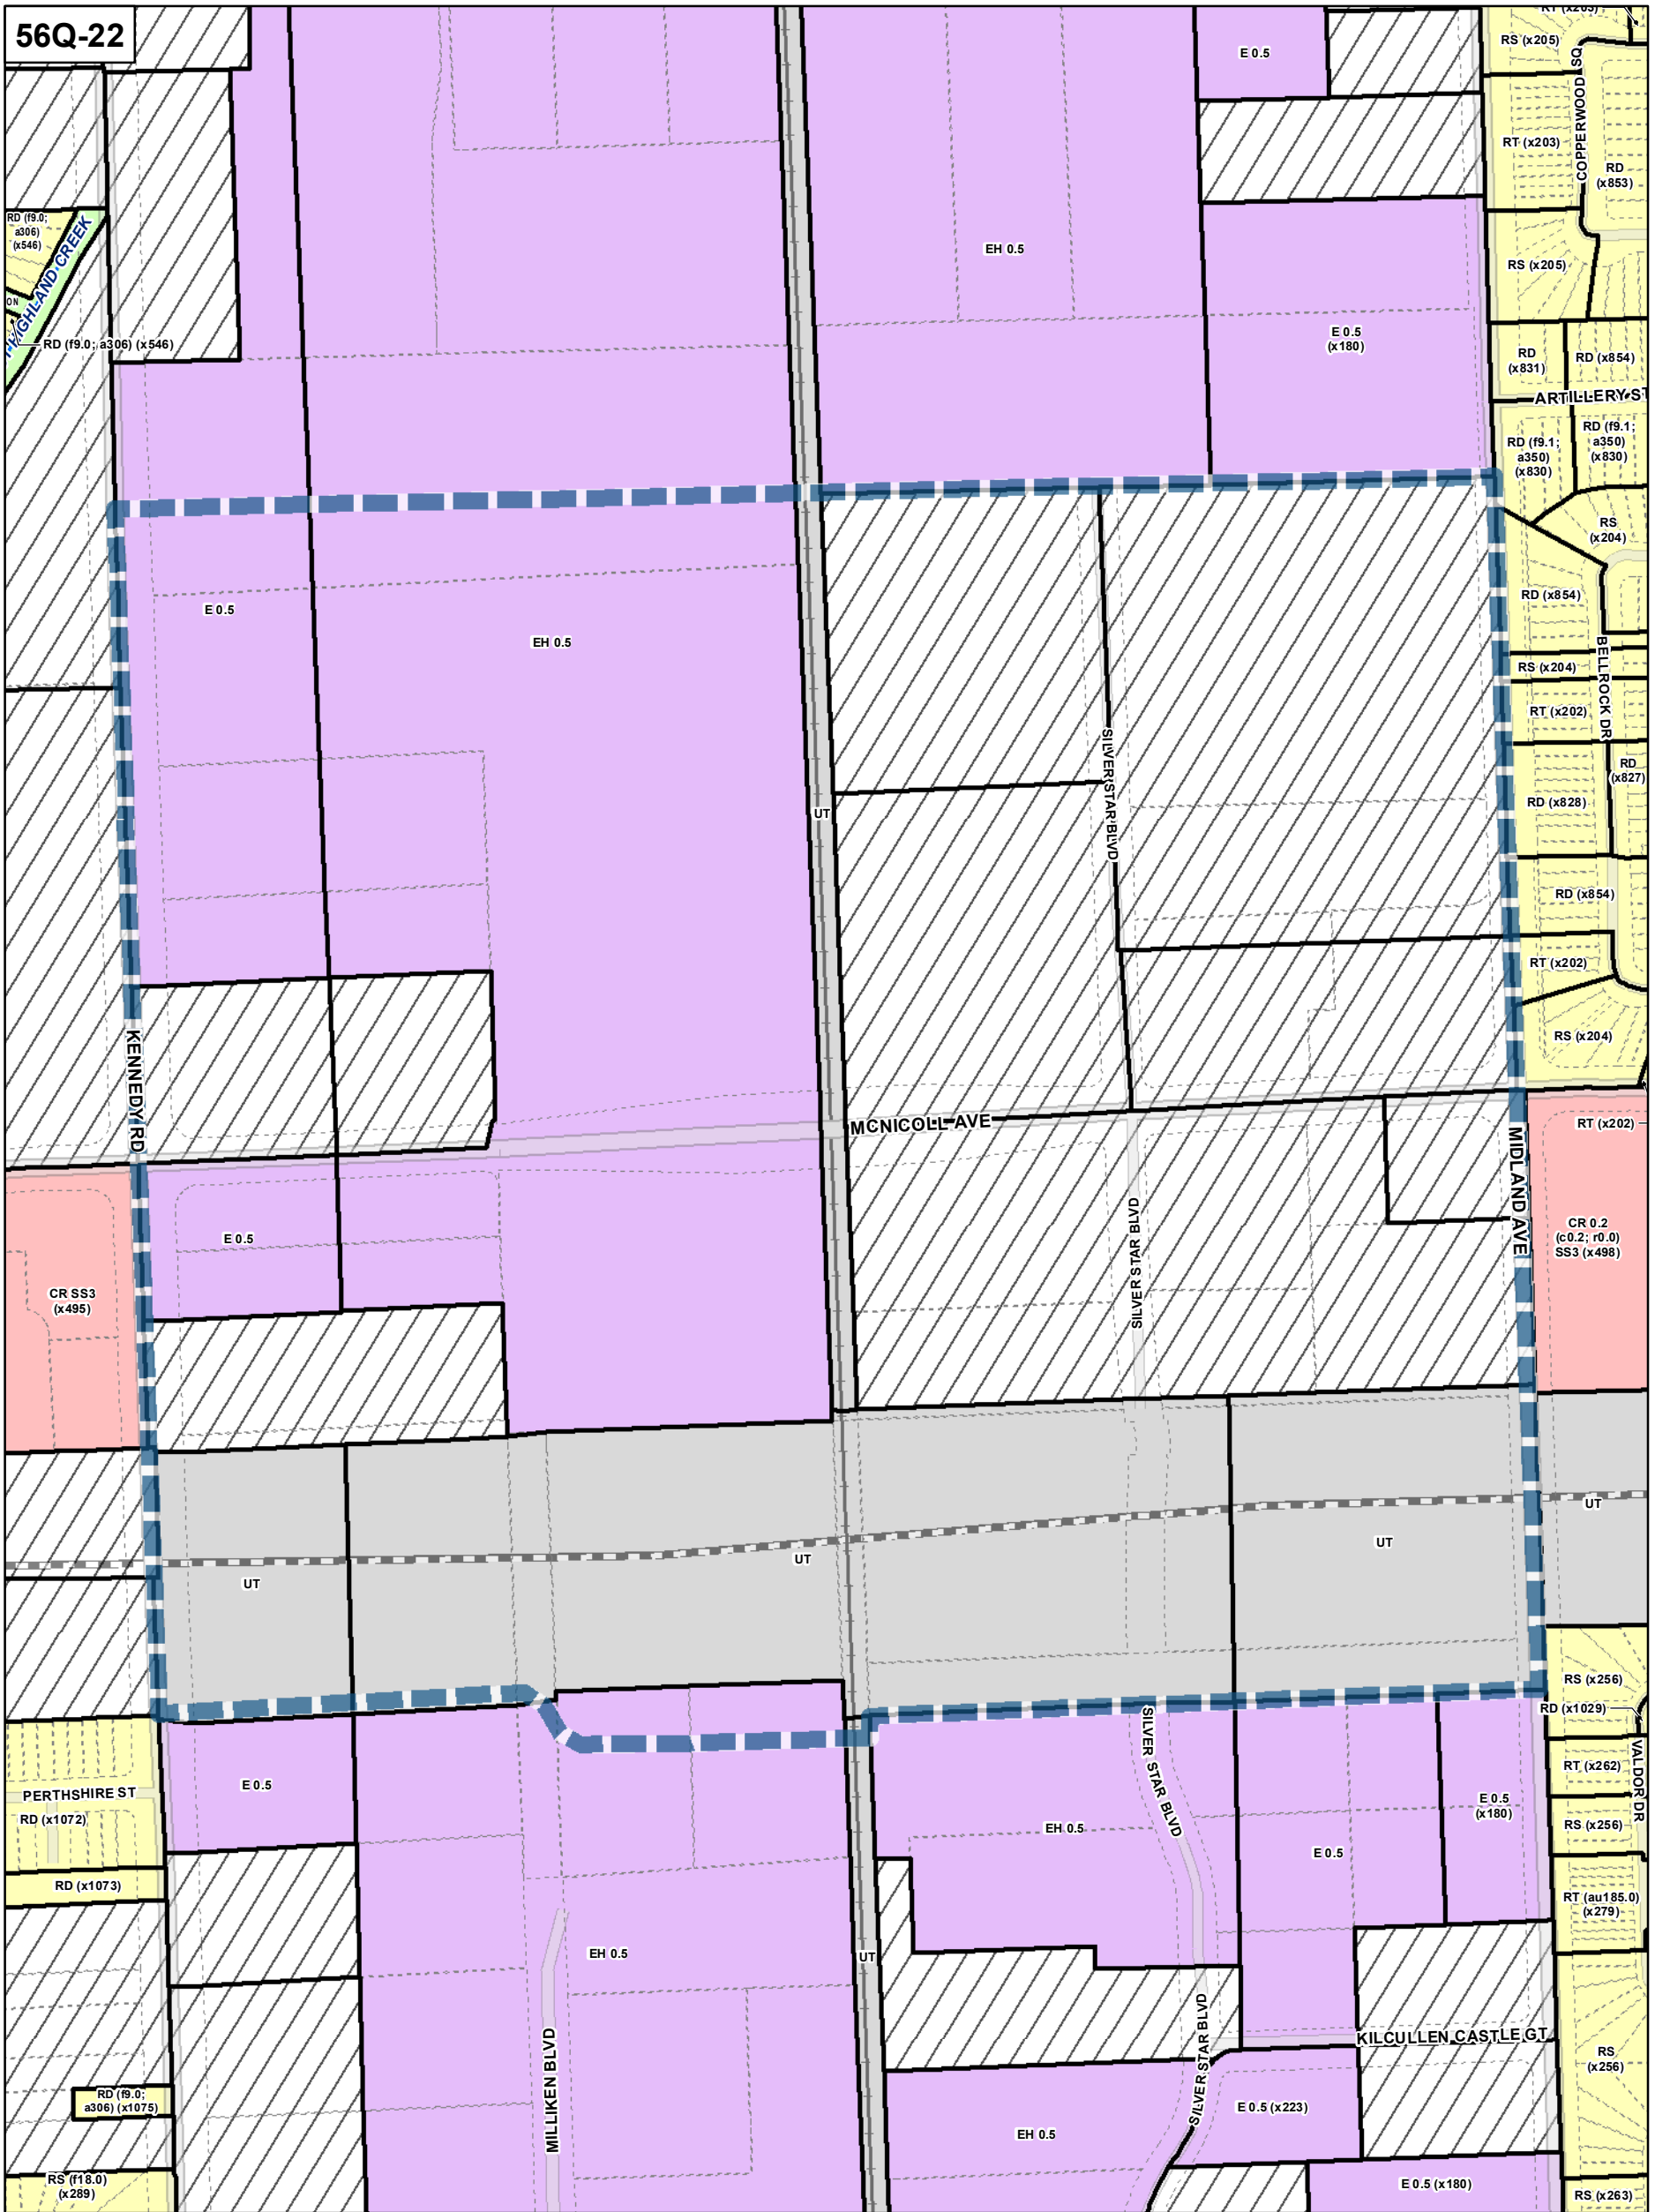 56Q-22
E 0.5
RS (x205)
COPPERWOOD SQ
RT (x203)
RD
(x853)
RD (f9.0;
a306)
(x546)
HIGHLAND CREEK
EH 0.5
RS (x205)
ON
RD (f9.0; a306) (x546)
E 0.5
(x180)
RD
(x831)
RD (x854)
ARTILLERY ST
RD (f9.1;
a350)
(x830)
RD (f9.1;
a350)
(x830)
RS
(x204)
E 0.5
EH 0.5
RD (x854)
BELLROCK DR
RS (x204)
RT (x202)
SILVER STAR BLVD
RD
(x827)
UT
RD (x828)
RD (x854)
RT (x202)
RS (x204)
KENNEDY RD
MCNICOLL AVE
RT (x202)
MIDLAND AVE
SILVER STAR BLVD
E 0.5
CR 0.2
(c0.2; r0.0)
SS3 (x498)
CR SS3
(x495)
UT
UT
UT
UT
RS (x256)
RD (x1029)
SILVER STAR BLVD
VALDOR DR
RT (x262)
E 0.5
PERTHSHIRE ST
RD (x1072)
E 0.5
(x180)
EH 0.5
RS (x256)
E 0.5
RD (x1073)
RT (au185.0)
(x279)
EH 0.5
UT
MILLIKEN BLVD
SILVER STAR BLVD
KILCULLEN CASTLE GT
RS
(x256)
RD (f9.0;
a306) (x1075)
E 0.5 (x223)
EH 0.5
RS (f18.0)
(x289)
E 0.5 (x180)
RS (x263)